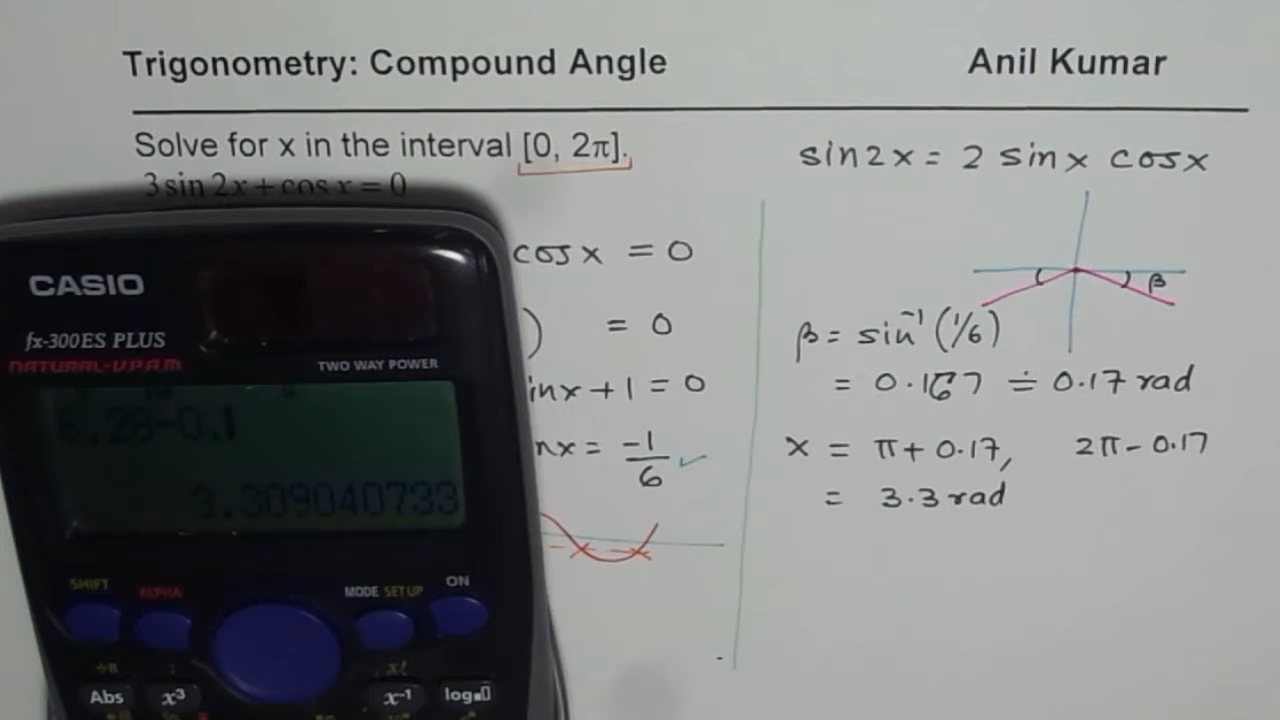 Trigonometry: Compound Angle
Anil Kumar
Solve for x in the interval [0, 2π].
3 sin 2x + cos x = 0
cosx = 0
) = 0
inx + 1 = 0
nx = -1/6 ✓
sin2x = 2 sinx cosx
β
β = sin⁻¹(1/6)
= 0.167 ≐ 0.17 rad
x = π + 0.17, 2π - 0.17
= 3.3 rad
CASIO
fx-300ES PLUS
NATURAL-V.P.A.M.
TWO WAY POWER
6.28-0.1
3.309040733
SHIFT ALPHA MODE SETUP ON
x!
Abs x³ x⁻¹ log